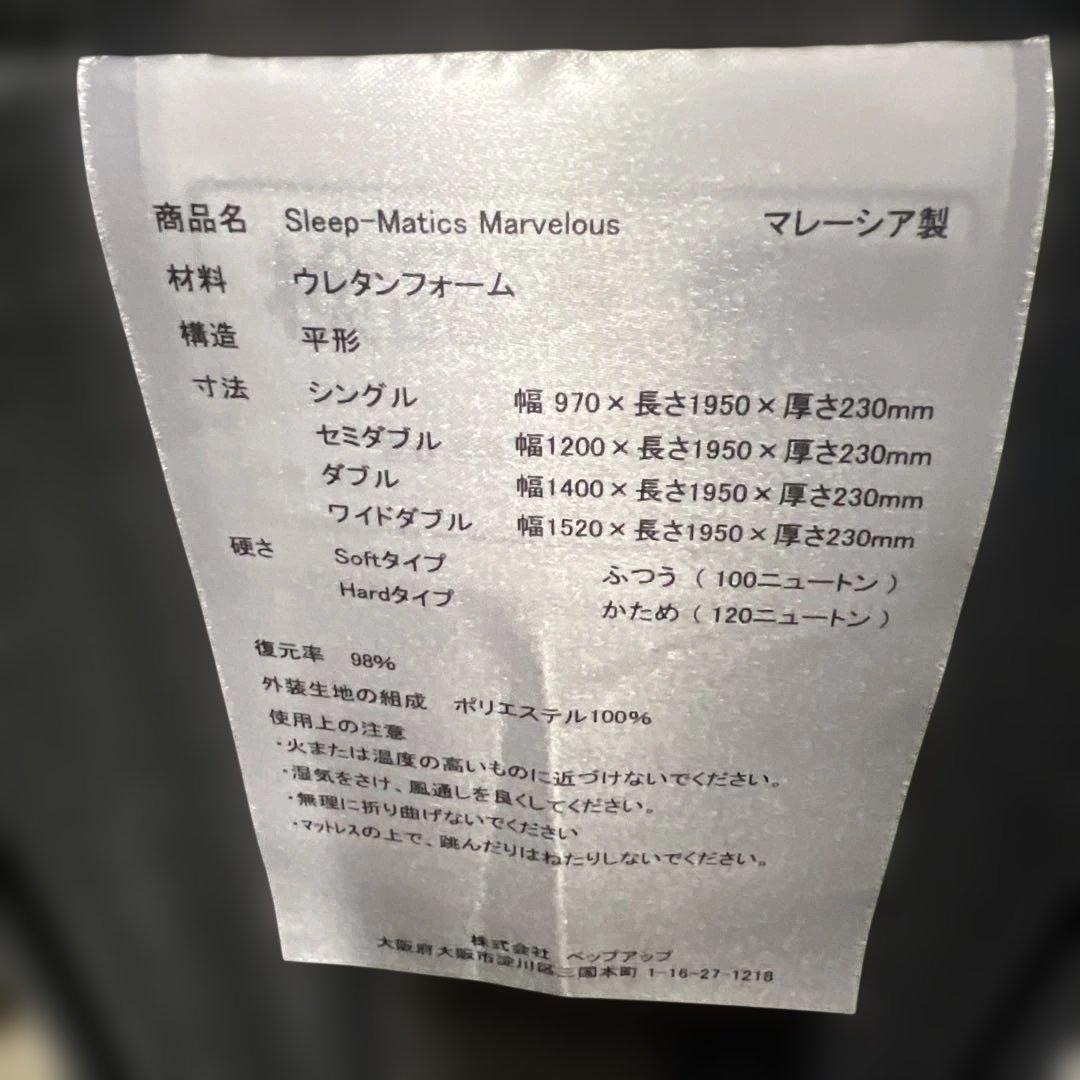 商品名 Sleep-Matics Marvelous マレーシア製
材料 ウレタンフォーム
構造 平形
寸法 シングル 幅 970×長さ1950×厚さ230mm
セミダブル 幅1200×長さ1950×厚さ230mm
ダブル 幅1400×長さ1950×厚さ230mm
ワイドダブル 幅1520×長さ1950×厚さ230mm
硬さ Softタイプ ふつう（100ニュートン）
Hardタイプ かため（120ニュートン）
復元率 98%
外装生地の組成 ポリエステル100%
使用上の注意
・火または温度の高いものに近づけないでください。
・湿気をさけ、風通しを良くしてください。
・無理に折り曲げないでください
・マットレスの上で、跳んだりはねたりしないでください。
株式会社 ペップアップ
大阪府大阪市淀川区三国本町 1-16-27-1218